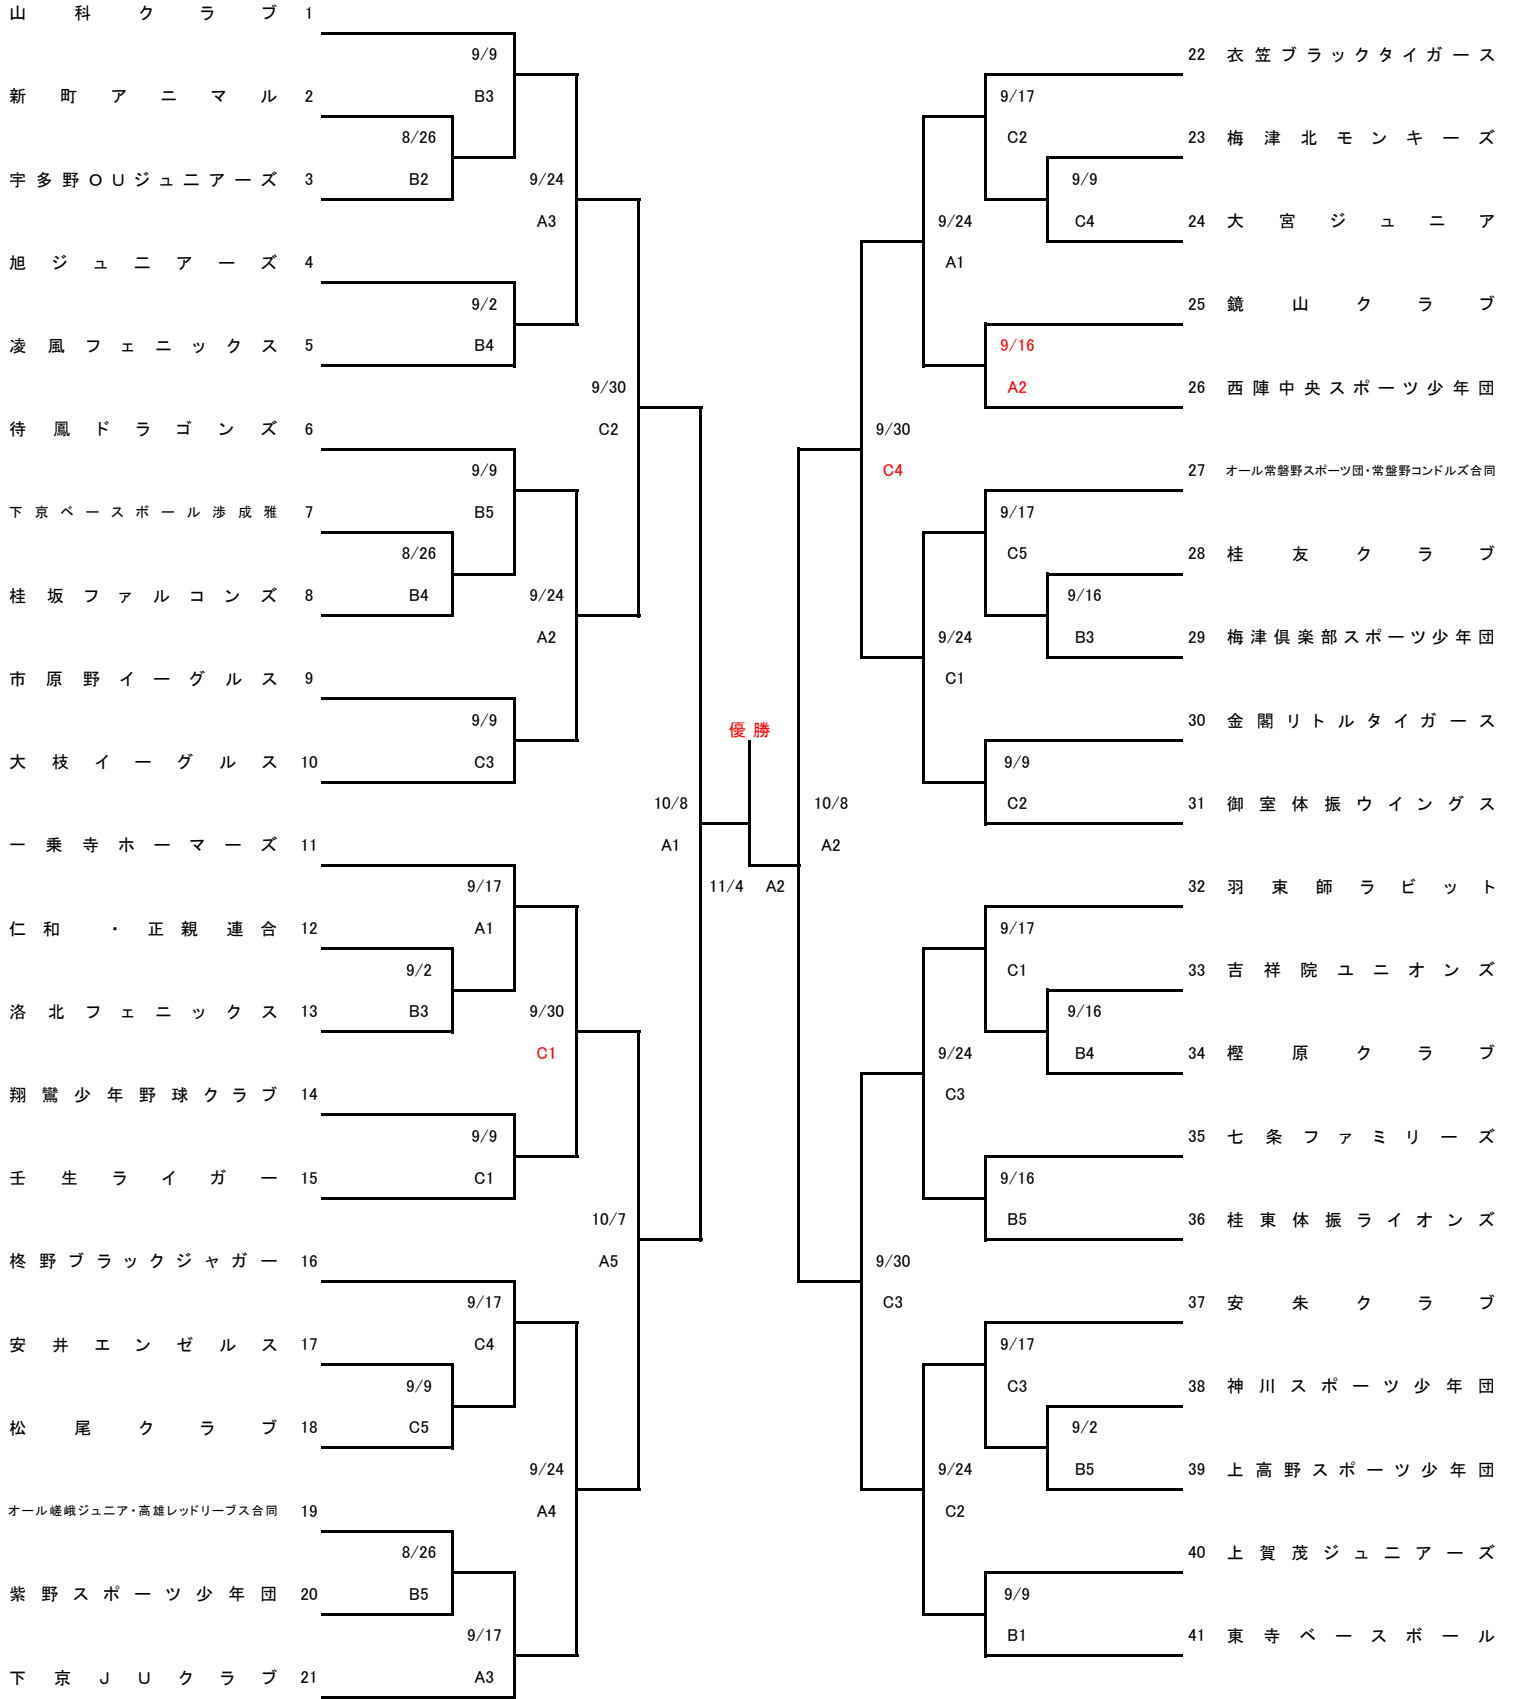 山科クラブ 1
9/9
B3
新町アニマル 2
8/26
B2
宇多野OUジュニアーズ 3
9/24
A3
旭ジュニアーズ 4
9/2
B4
凌風フェニックス 5
9/30
C2
待鳳ドラゴンズ 6
9/9
B5
下京ベースボール渉成雅 7
8/26
B4
桂坂ファルコンズ 8
9/24
A2
市原野イーグルス 9
9/9
C3
大枝イーグルス 10
10/8
A1
一乗寺ホーマーズ 11
9/17
A1
仁和・正親連合 12
9/2
B3
洛北フェニックス 13
9/30
C1
翔鸞少年野球クラブ 14
9/9
C1
壬生ライガー 15
10/7
A5
柊野ブラックジャガー 16
9/17
C4
安井エンゼルス 17
9/9
C5
松尾クラブ 18
9/24
A4
オール嵯峨ジュニア・高雄レッドリーブス合同 19
8/26
B5
紫野スポーツ少年団 20
9/17
A3
下京JUクラブ 21
優勝
11/4 A2
22 衣笠ブラックタイガース
9/17
C2
23 梅津北モンキーズ
9/9
C4
24 大宮ジュニア
9/24
A1
25 鏡山クラブ
9/16
A2
26 西陣中央スポーツ少年団
9/30
C4
27 オール常磐野スポーツ団・常盤野コンドルズ合同
9/17
C5
28 桂友クラブ
9/16
B3
29 梅津倶楽部スポーツ少年団
9/24
C1
30 金閣リトルタイガース
9/9
C2
31 御室体振ウイングス
10/8
A2
32 羽束師ラビット
9/17
C1
33 吉祥院ユニオンズ
9/16
B4
34 樫原クラブ
9/24
C3
35 七条ファミリーズ
9/16
B5
36 桂東体振ライオンズ
9/30
C3
37 安朱クラブ
9/17
C3
38 神川スポーツ少年団
9/2
B5
39 上高野スポーツ少年団
9/24
C2
40 上賀茂ジュニアーズ
9/9
B1
41 東寺ベースボール